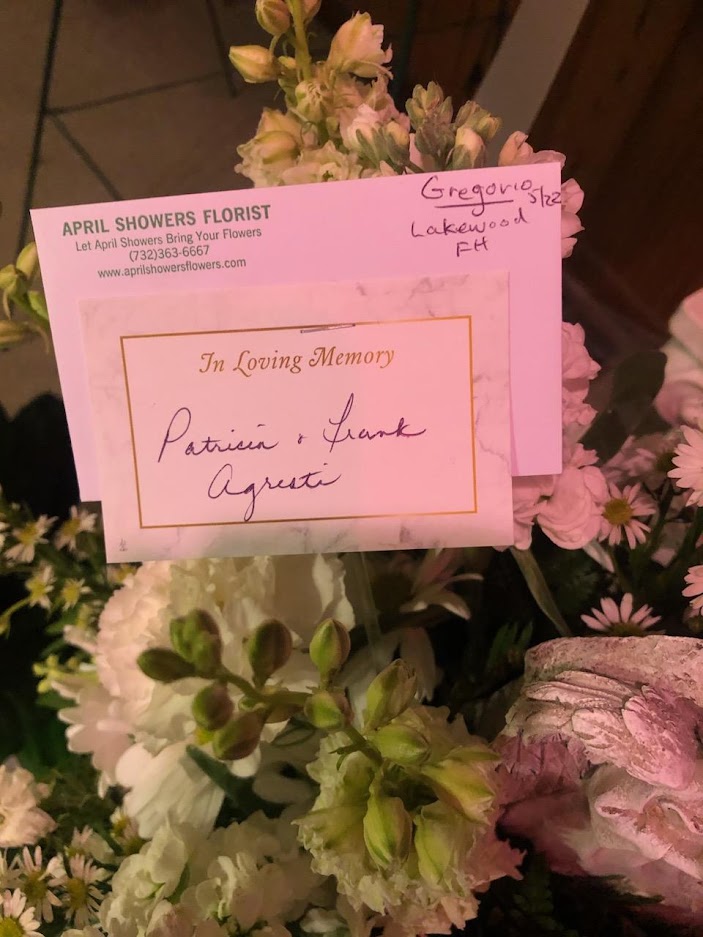 APRIL SHOWERS FLORIST
Let April Showers Bring Your Flowers
(732)363-6667
www.aprilshowersflowers.com
Gregorio 5/22
Lakewood
FH
In Loving Memory
Patricia & Frank
Agresti